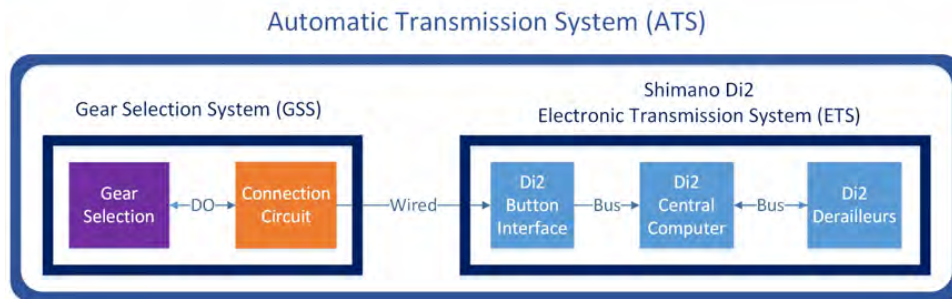 Automatic Transmission System (ATS)
Gear Selection System (GSS)
Shimano Di2
Electronic Transmission System (ETS)
Gear
Selection
DO
Connection
Circuit
Wired
Di2
Button
Interface
Bus
Di2
Central
Computer
Bus
Di2
Derailleurs